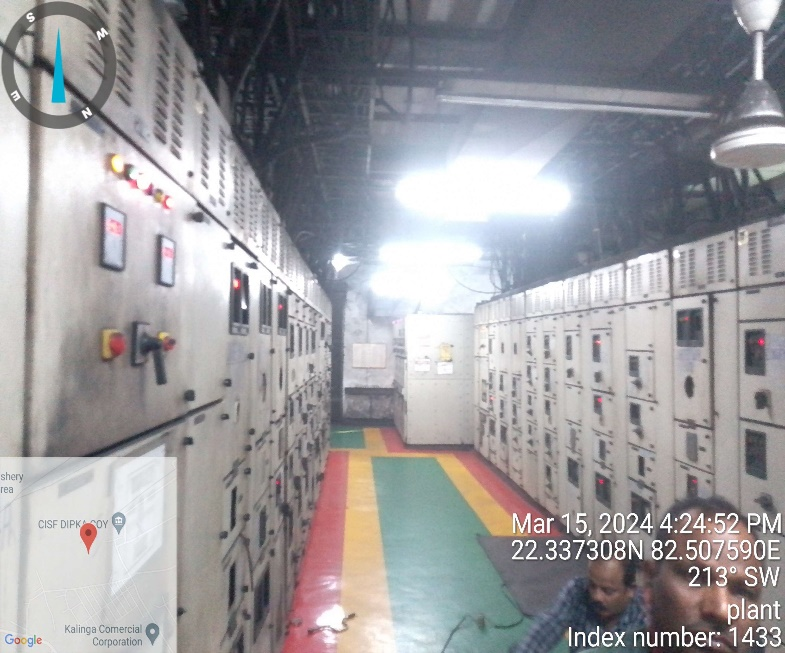 S
W
E
N
shery
rea
CISF DIPKA COY
Kalinga Comercial
Corporation
Google
Mar 15, 2024 4:24:52 PM
22.337308N 82.507590E
213° SW
plant
Index number: 1433